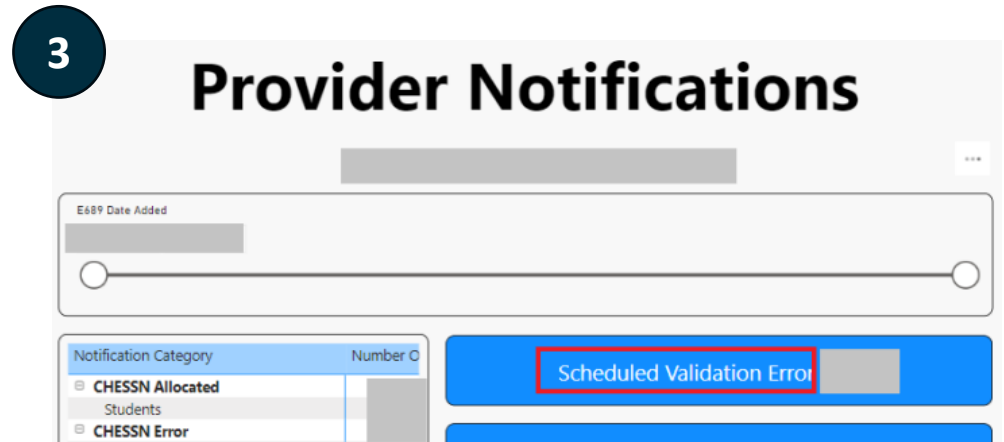 3
Provider Notifications
...
E689 Date Added
Notification Category Number O
CHESSN Allocated
Students
CHESSN Error
Scheduled Validation Error